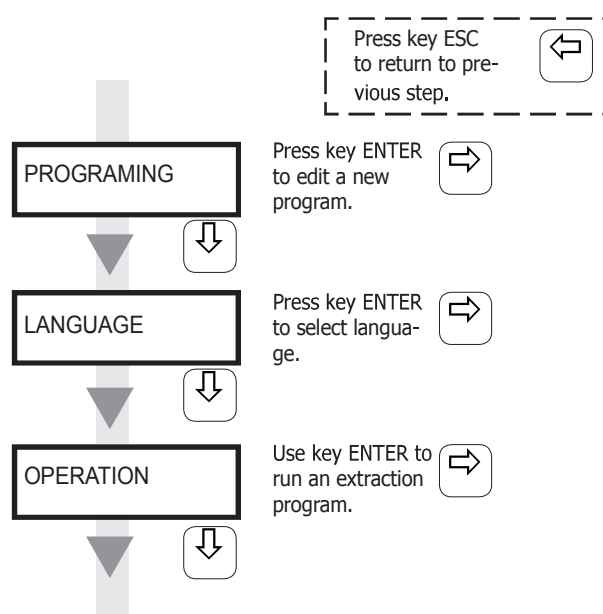 Press key ESC
to return to pre-
vious step.
PROGRAMING
Press key ENTER
to edit a new
program.
LANGUAGE
Press key ENTER
to select langua-
ge.
OPERATION
Use key ENTER to
run an extraction
program.